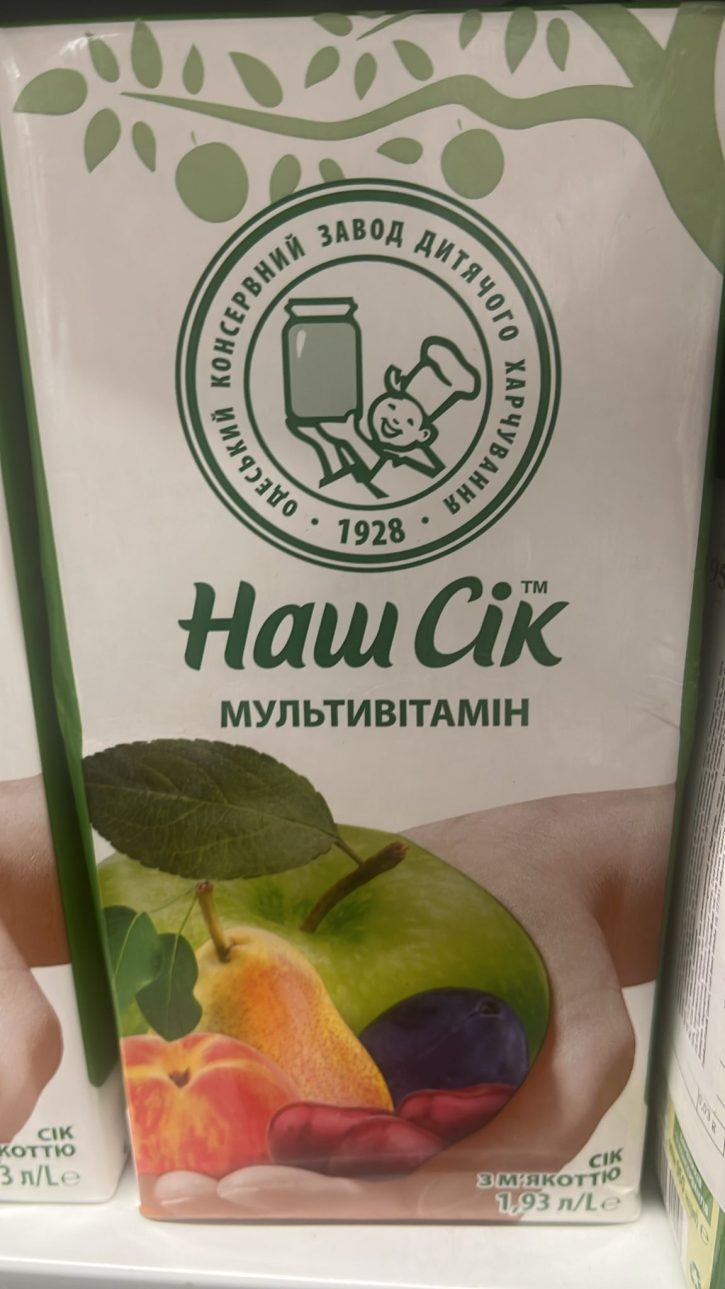 ОДЕСЬКИЙ КОНСЕРВНИЙ ЗАВОД ДИТЯЧОГО ХАРЧУВАННЯ
· 1928 ·
Наш Сік™
МУЛЬТИВІТАМІН
СІК
З М'ЯКОТТЮ
1,93 л/L℮
СІК
КОТТЮ
3 л/L℮